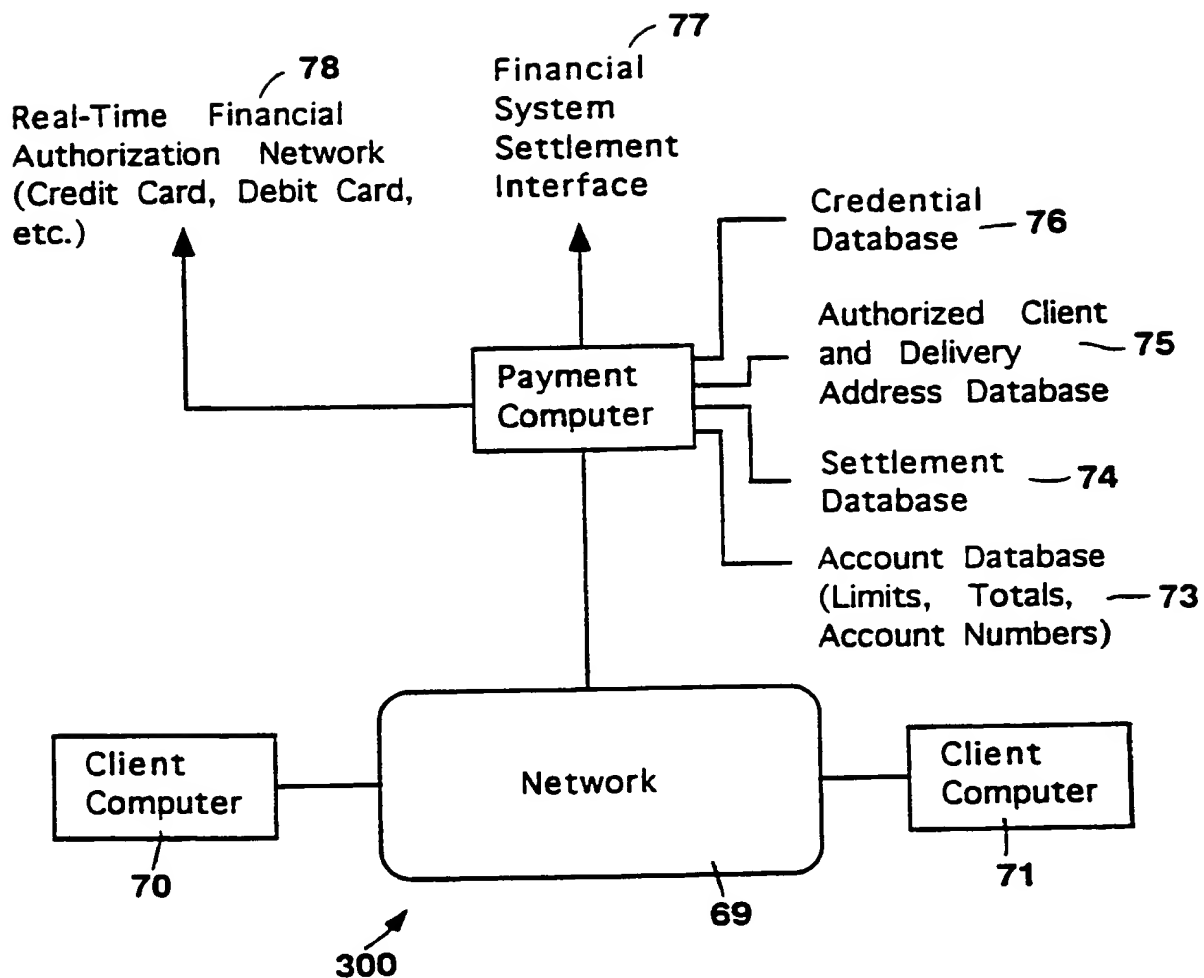 78
Real-Time Financial
Authorization Network
(Credit Card, Debit Card,
etc.)
77
Financial
System
Settlement
Interface
Credential
Database 76
Authorized Client
and Delivery 75
Address Database
Settlement 74
Database
Account Database
(Limits, Totals, 73
Account Numbers)
Payment
Computer
Client
Computer
70
Network
69
Client
Computer
71
300